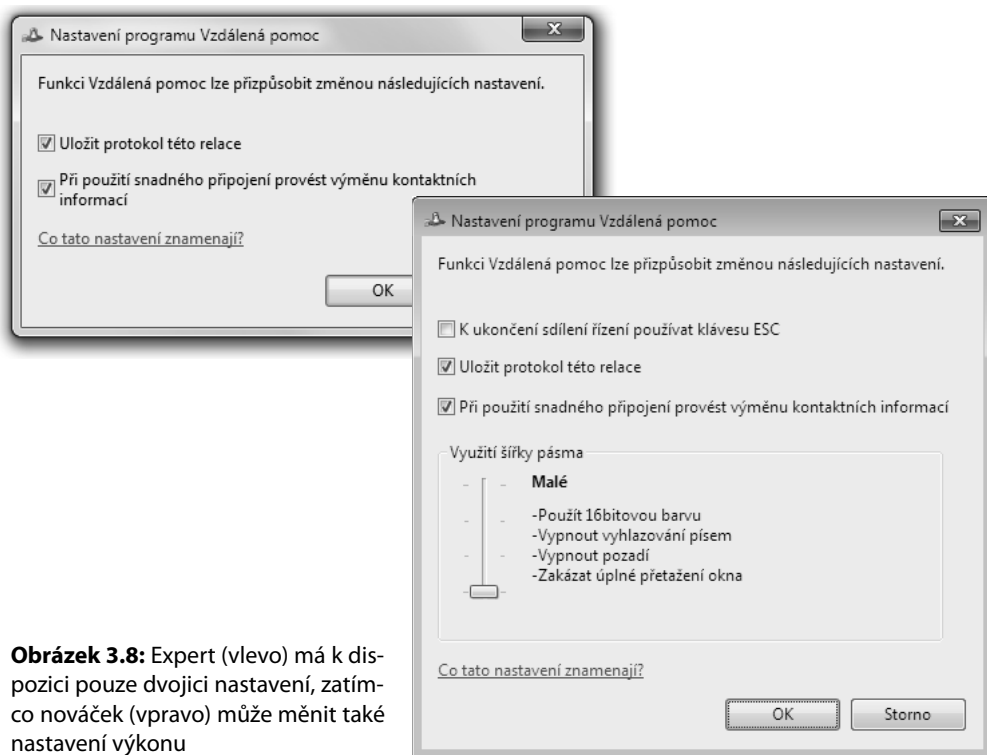 Nastavení programu Vzdálená pomoc
Funkci Vzdálená pomoc lze přizpůsobit změnou následujících nastavení.
Uložit protokol této relace
Při použití snadného připojení provést výměnu kontaktních
informací
Co tato nastavení znamenají?
OK
Nastavení programu Vzdálená pomoc
Funkci Vzdálená pomoc lze přizpůsobit změnou následujících nastavení.
K ukončení sdílení řízení používat klávesu ESC
Uložit protokol této relace
Při použití snadného připojení provést výměnu kontaktních informací
Využití šířky pásma
Malé
-Použít 16bitovou barvu
-Vypnout vyhlazování písem
-Vypnout pozadí
-Zakázat úplné přetažení okna
Co tato nastavení znamenají?
OK Storno
Obrázek 3.8: Expert (vlevo) má k dis-
pozici pouze dvojici nastavení, zatím-
co nováček (vpravo) může měnit také
nastavení výkonu